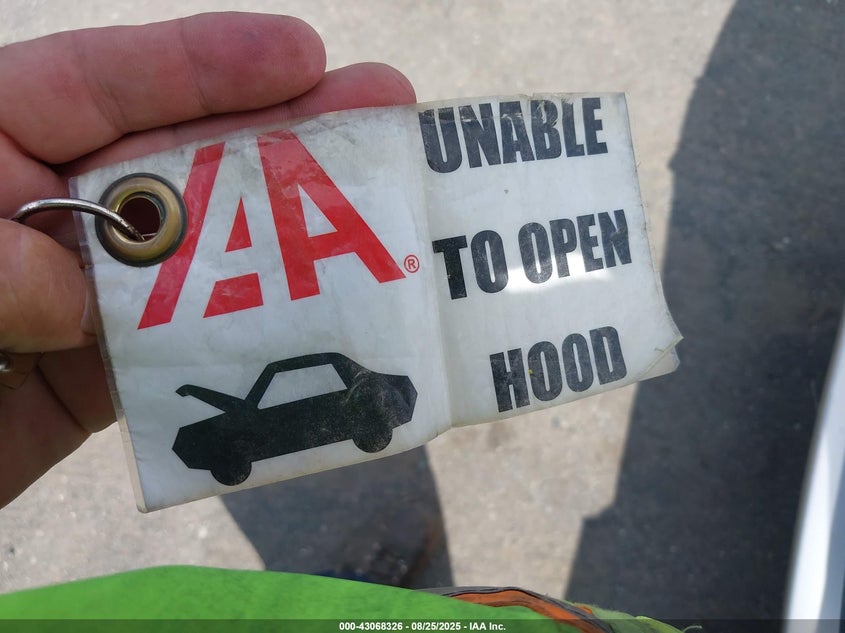 IAA®
UNABLE
TO OPEN
HOOD
000-43068326 - 08/25/2025 - IAA Inc.